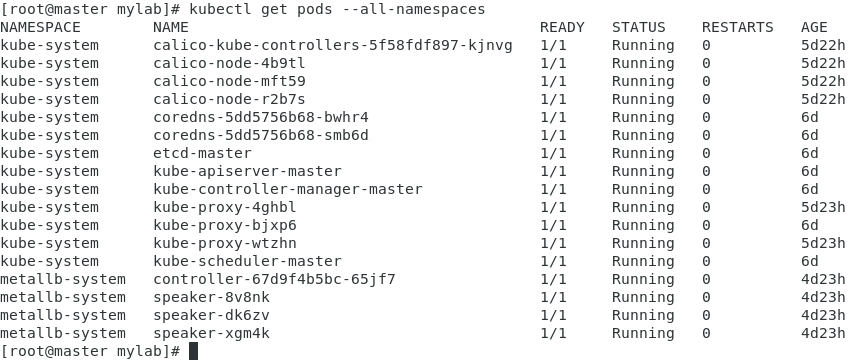 [root@master mylab]# kubectl get pods --all-namespaces
NAMESPACE        NAME                                       READY   STATUS    RESTARTS   AGE
kube-system      calico-kube-controllers-5f58fdf897-kjnvg   1/1     Running   0          5d22h
kube-system      calico-node-4b9tl                          1/1     Running   0          5d22h
kube-system      calico-node-mft59                          1/1     Running   0          5d22h
kube-system      calico-node-r2b7s                          1/1     Running   0          5d22h
kube-system      coredns-5dd5756b68-bwhr4                   1/1     Running   0          6d
kube-system      coredns-5dd5756b68-smb6d                   1/1     Running   0          6d
kube-system      etcd-master                                1/1     Running   0          6d
kube-system      kube-apiserver-master                      1/1     Running   0          6d
kube-system      kube-controller-manager-master             1/1     Running   0          6d
kube-system      kube-proxy-4ghbl                           1/1     Running   0          5d23h
kube-system      kube-proxy-bjxp6                           1/1     Running   0          6d
kube-system      kube-proxy-wtzhn                           1/1     Running   0          5d23h
kube-system      kube-scheduler-master                      1/1     Running   0          6d
metallb-system   controller-67d9f4b5bc-65jf7                1/1     Running   0          4d23h
metallb-system   speaker-8v8nk                              1/1     Running   0          4d23h
metallb-system   speaker-dk6zv                              1/1     Running   0          4d23h
metallb-system   speaker-xgm4k                              1/1     Running   0          4d23h
[root@master mylab]#